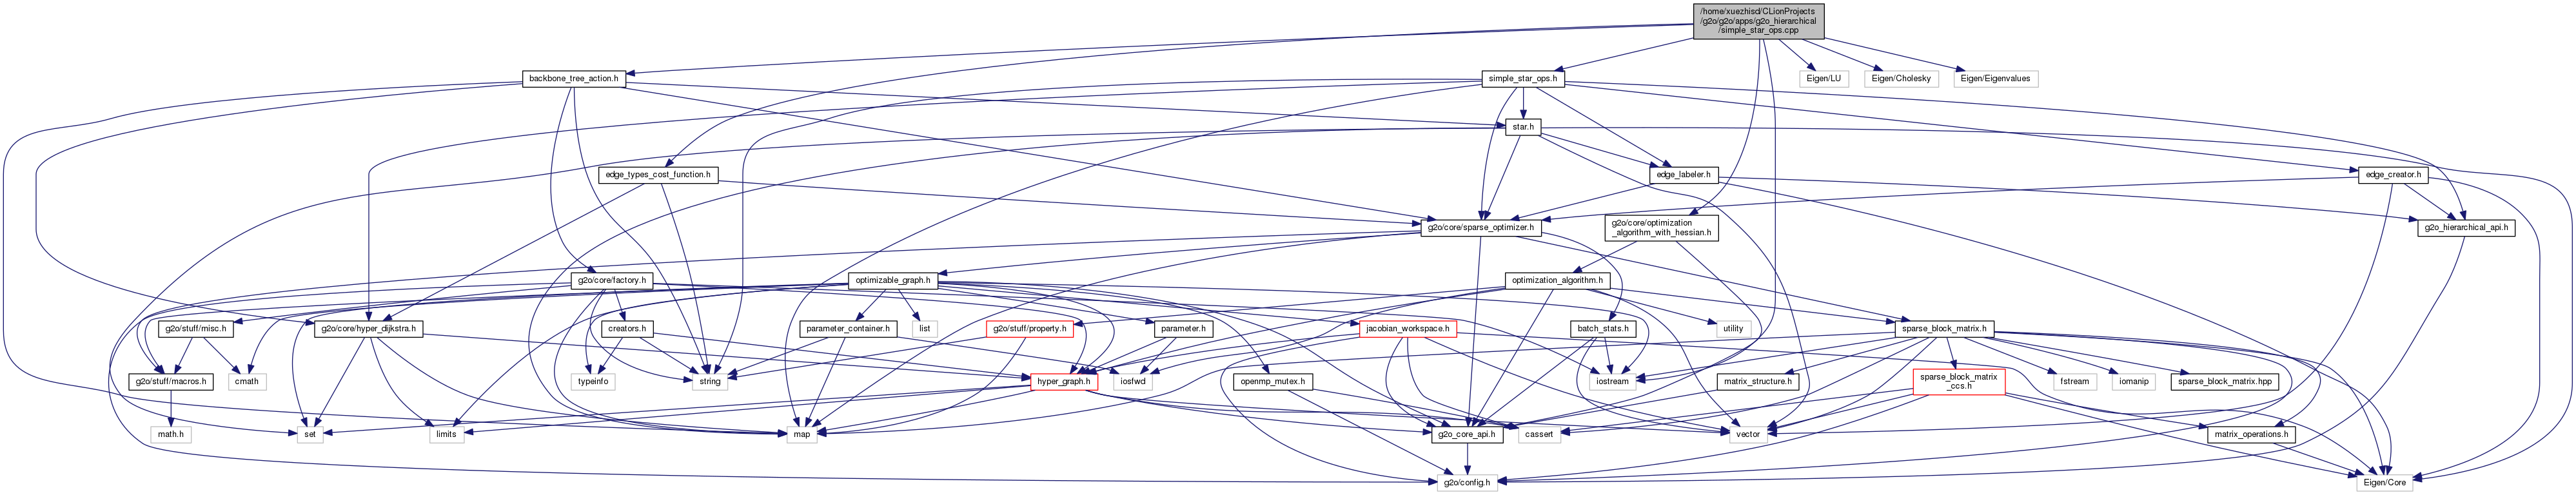 /home/xuezhisd/CLionProjects
/g2o/g2o/apps/g2o_hierarchical
/simple_star_ops.cpp
backbone_tree_action.h
simple_star_ops.h
Eigen/LU
Eigen/Cholesky
Eigen/Eigenvalues
star.h
edge_types_cost_function.h
edge_labeler.h
edge_creator.h
g2o/core/sparse_optimizer.h
g2o/core/optimization
_algorithm_with_hessian.h
g2o_hierarchical_api.h
g2o/core/factory.h
optimizable_graph.h
optimization_algorithm.h
g2o/stuff/misc.h
g2o/core/hyper_dijkstra.h
creators.h
parameter_container.h
list
g2o/stuff/property.h
parameter.h
jacobian_workspace.h
batch_stats.h
utility
sparse_block_matrix.h
g2o/stuff/macros.h
cmath
typeinfo
string
hyper_graph.h
iosfwd
openmp_mutex.h
iostream
matrix_structure.h
sparse_block_matrix
_ccs.h
fstream
iomanip
sparse_block_matrix.hpp
math.h
set
limits
map
g2o_core_api.h
cassert
vector
matrix_operations.h
g2o/config.h
Eigen/Core